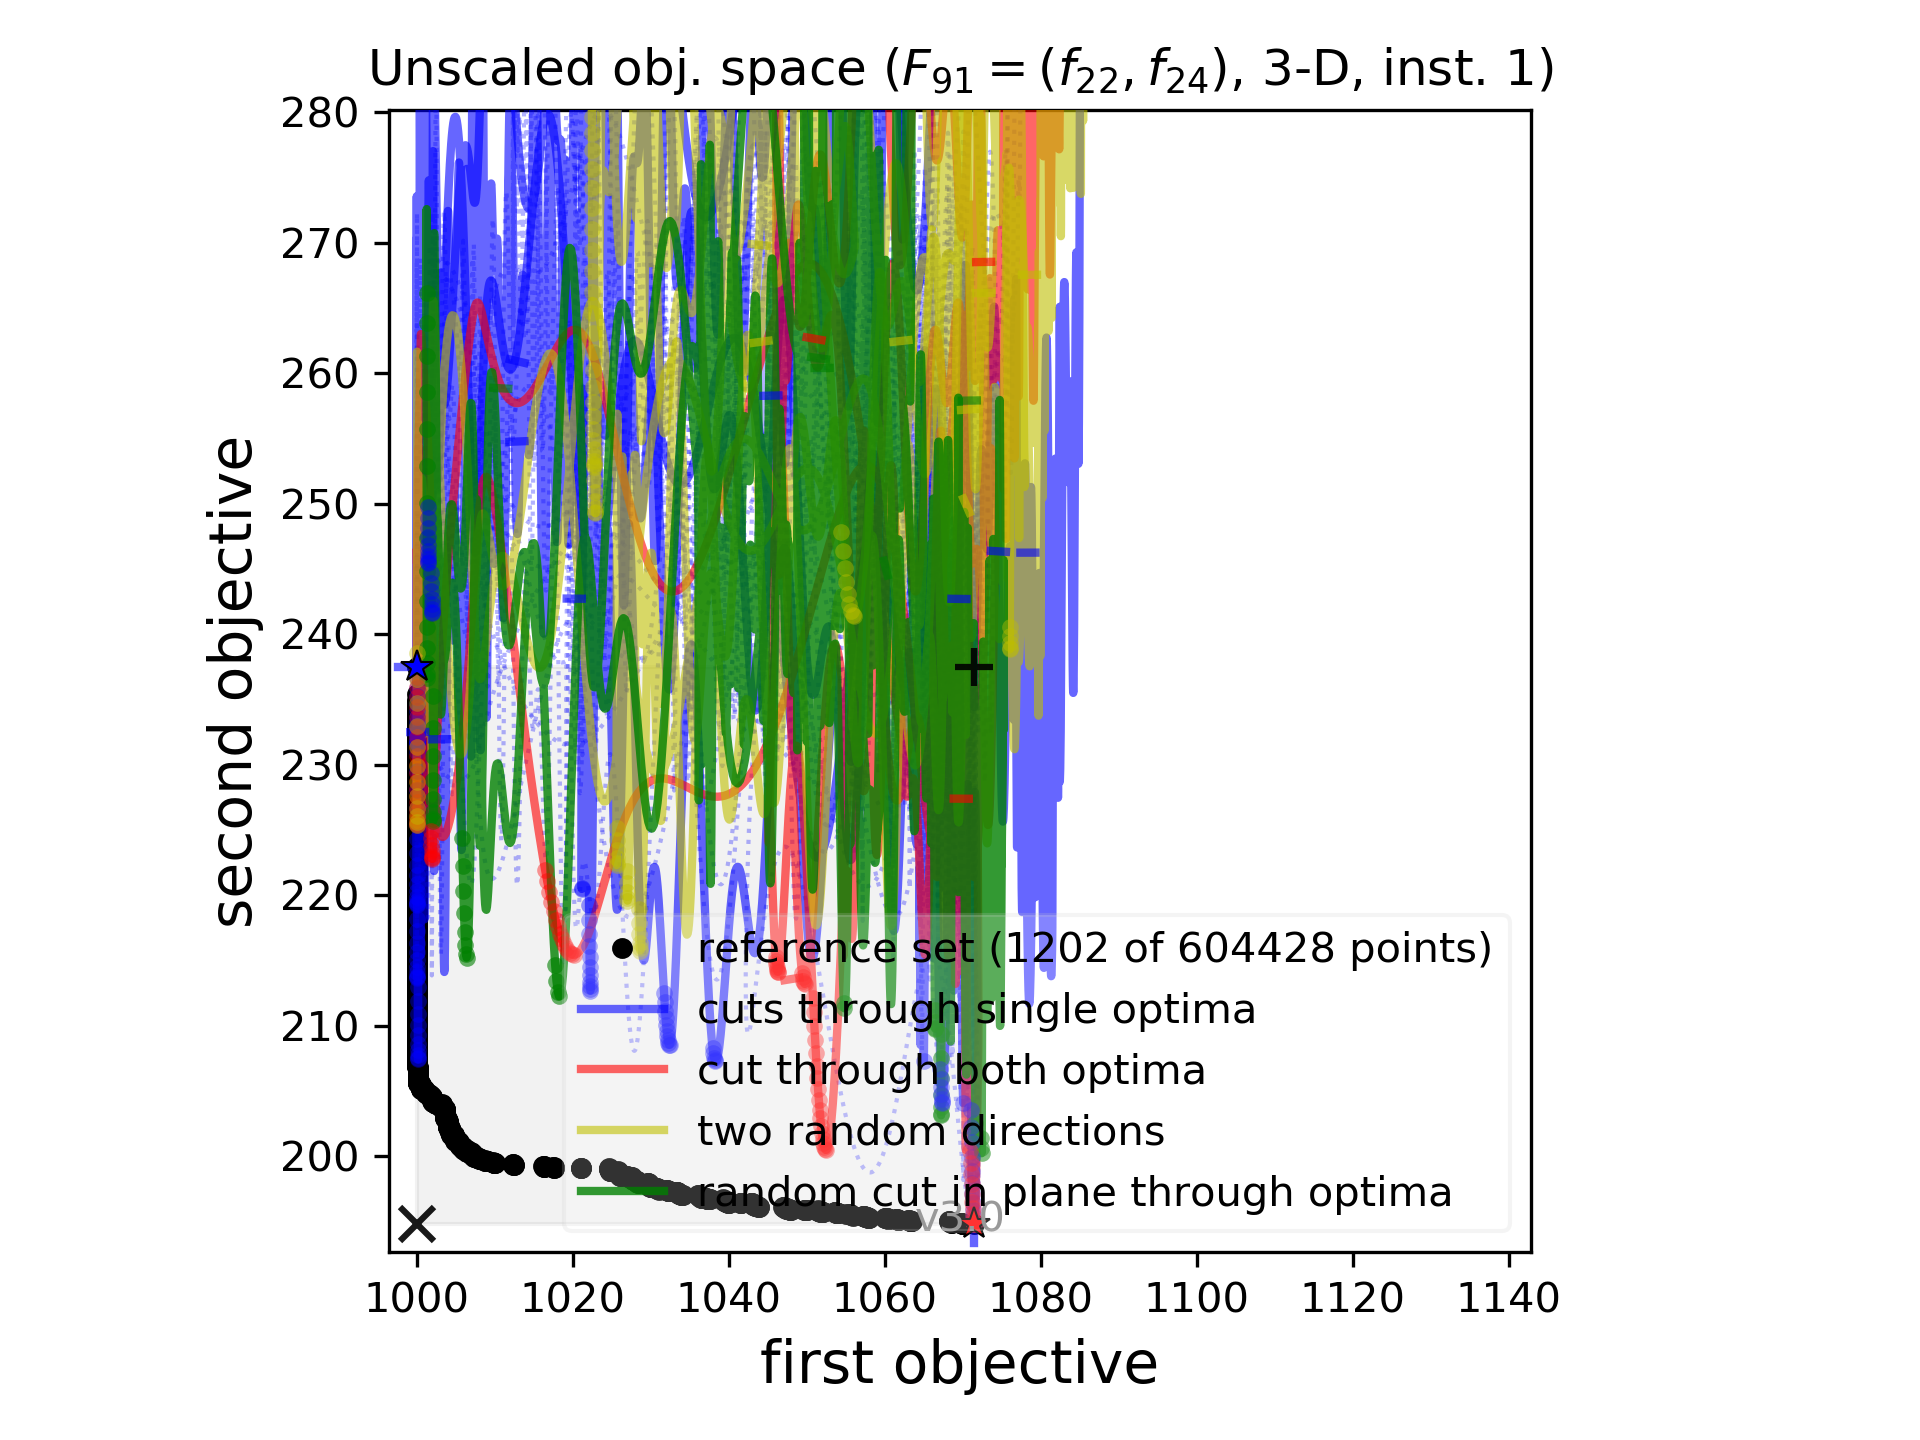 Unscaled obj. space (F₉₁ = (f₂₂, f₂₄), 3-D, inst. 1)
280
270
260
250
240
230
220
210
200
second objective
reference set (1202 of 604428 points)
cuts through single optima
cut through both optima
two random directions
random cut in plane through optima
1000 1020 1040 1060 1080 1100 1120 1140
first objective